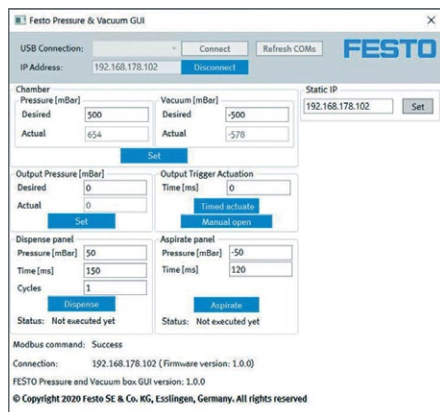 Festo Pressure & Vacuum GUI
USB Connection: Connect Refresh COMs FESTO
IP Address: 192.168.178.102 Disconnect
Chamber Static IP
Pressure [mBar] Vacuum [mBar] 192.168.178.102 Set
Desired 500 Desired -500
Actual 654 Actual -578
Set
Output Pressure [mBar] Output Trigger Actuation
Desired 0 Time [ms] 0
Actual 0 Timed actuate
Set Manual open
Dispense panel Aspirate panel
Pressure [mBar] 50 Pressure [mBar] -50
Time [ms] 150 Time [ms] 120
Cycles 1
Dispense Aspirate
Status: Not executed yet Status: Not executed yet
Modbus command: Success
Connection: 192.168.178.102 (Firmware version: 1.0.0)
FESTO Pressure and Vacuum box GUI version: 1.0.0
© Copyright 2020 Festo SE & Co. KG, Esslingen, Germany. All rights reserved